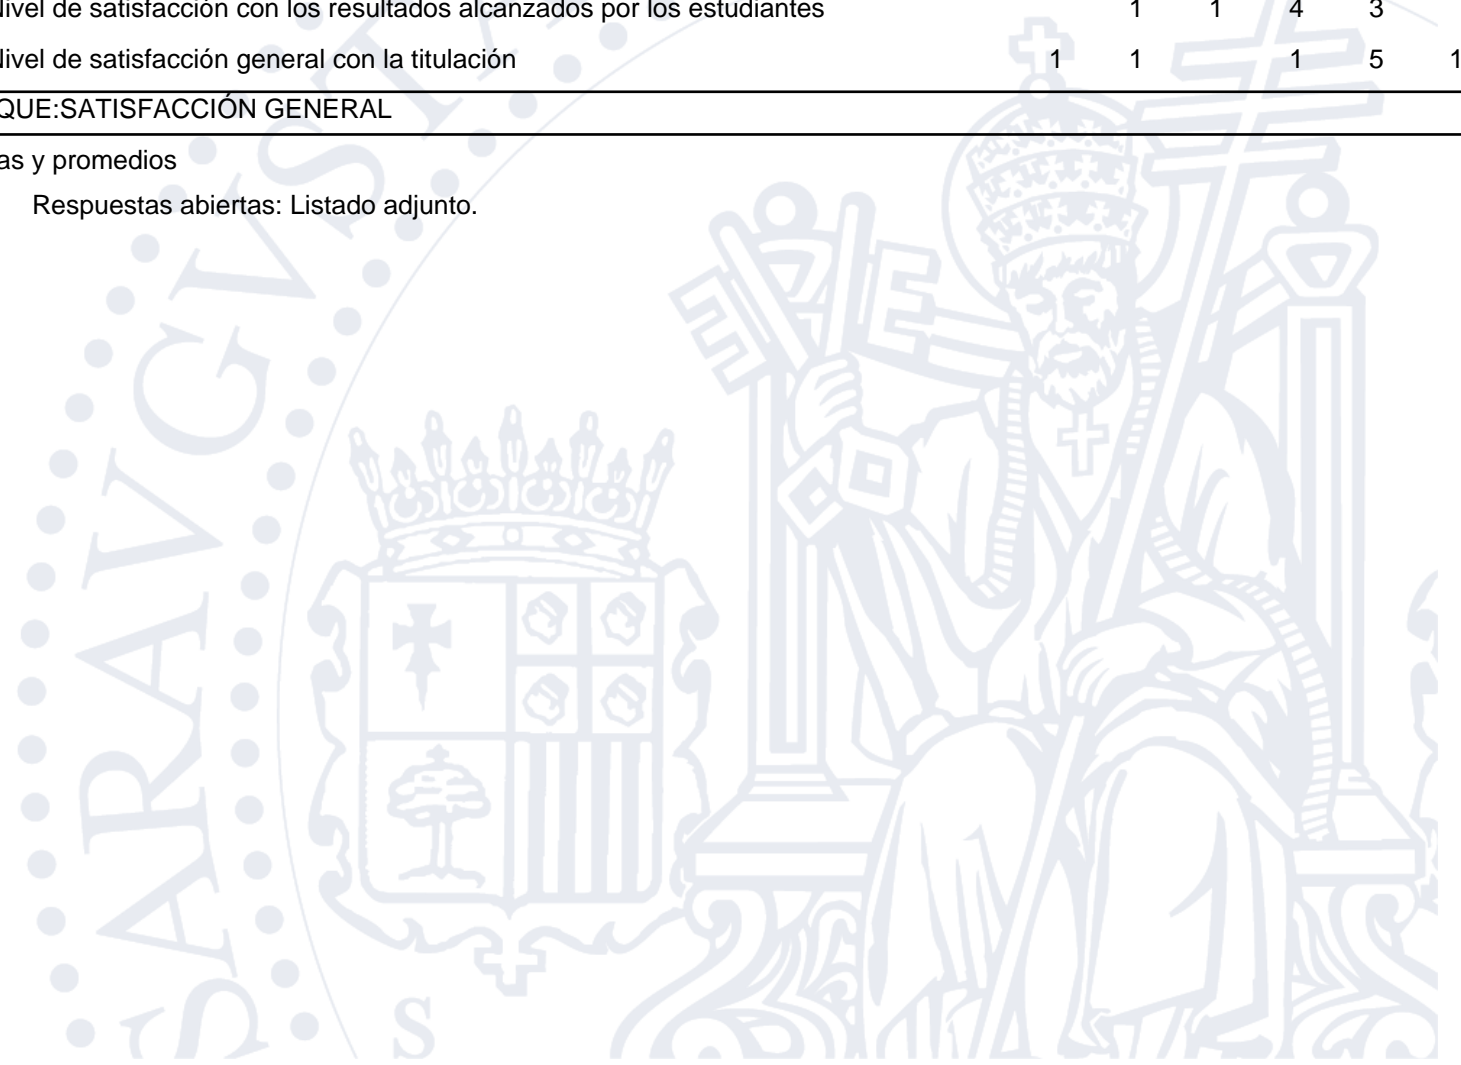 Nivel de satisfacción con los resultados alcanzados por los estudiantes 1 1 4 3
Nivel de satisfacción general con la titulación 1 1 1 5 1
QUE:SATISFACCIÓN GENERAL
as y promedios
Respuestas abiertas: Listado adjunto.
SARAVGVSTA
S